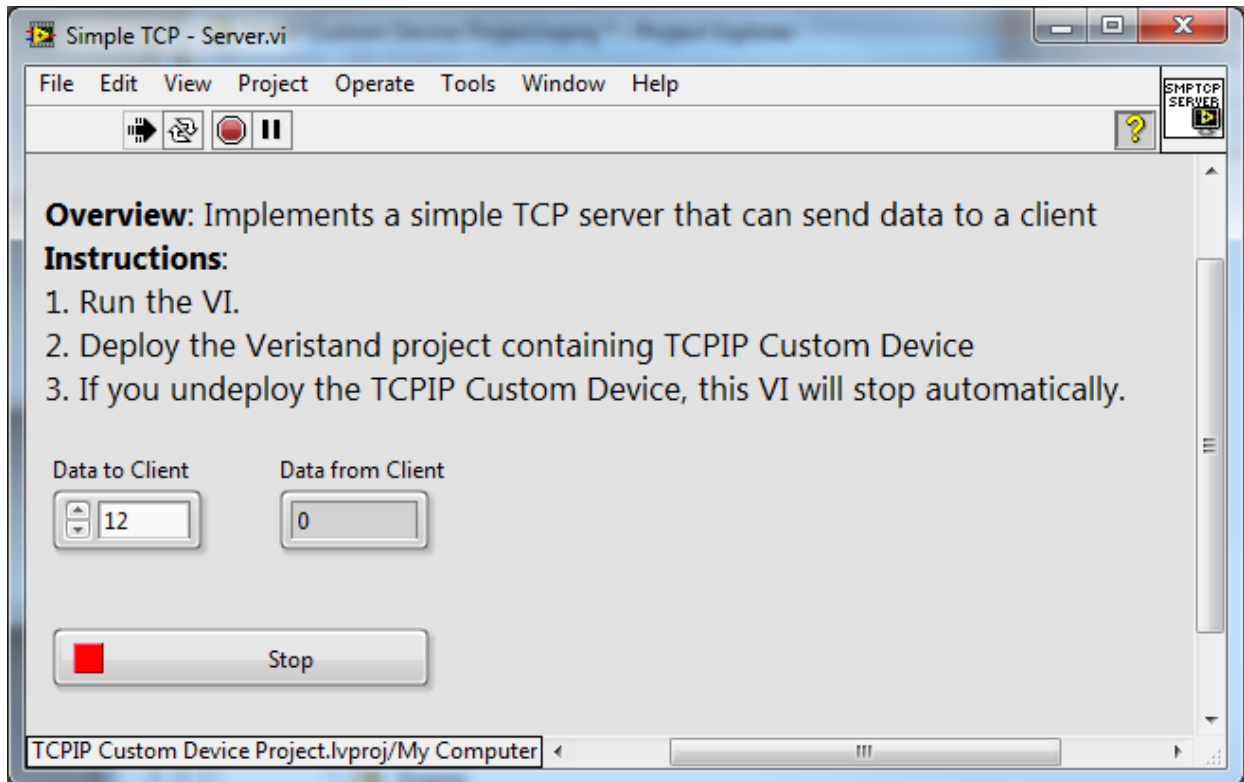 Simple TCP - Server.vi
File Edit View Project Operate Tools Window Help
SMPTCP
SERVER
?
Overview: Implements a simple TCP server that can send data to a client
Instructions:
1. Run the VI.
2. Deploy the Veristand project containing TCPIP Custom Device
3. If you undeploy the TCPIP Custom Device, this VI will stop automatically.
Data to Client Data from Client
12 0
Stop
TCPIP Custom Device Project.lvproj/My Computer